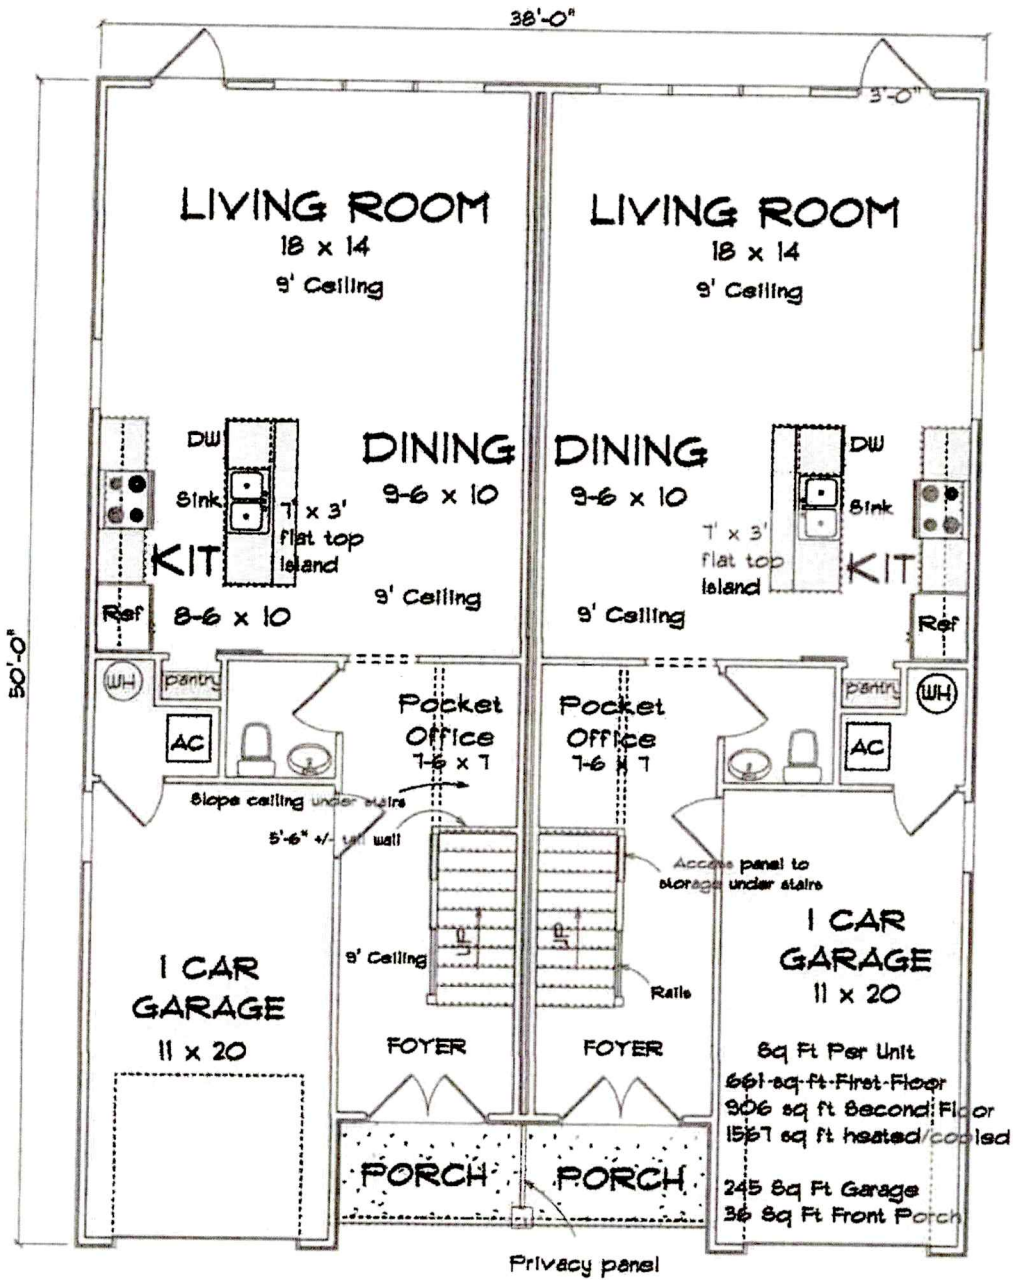 38'-0"
3'-0"
50'-0"
LIVING ROOM
18 x 14
9' Ceiling
LIVING ROOM
18 x 14
9' Ceiling
DW
Sink
7' x 3'
flat top
island
KIT
8-6 x 10
Ref
DINING
9-6 x 10
9' Ceiling
DINING
9-6 x 10
9' Ceiling
DW
Sink
7' x 3'
flat top
island
KIT
Ref
WH
pantry
AC
Pocket
Office
7-6 x 7
Pocket
Office
7-6 x 7
pantry
WH
AC
Slope ceiling under stairs
5'-6" +/- tall wall
Access panel to
storage under stairs
UP
UP
9' Ceiling
Rails
1 CAR
GARAGE
11 x 20
1 CAR
GARAGE
11 x 20
FOYER
FOYER
Sq Ft Per Unit
661 sq ft First Floor
906 sq ft Second Floor
1567 sq ft heated/cooled
245 Sq Ft Garage
36 Sq Ft Front Porch
PORCH
PORCH
Privacy panel